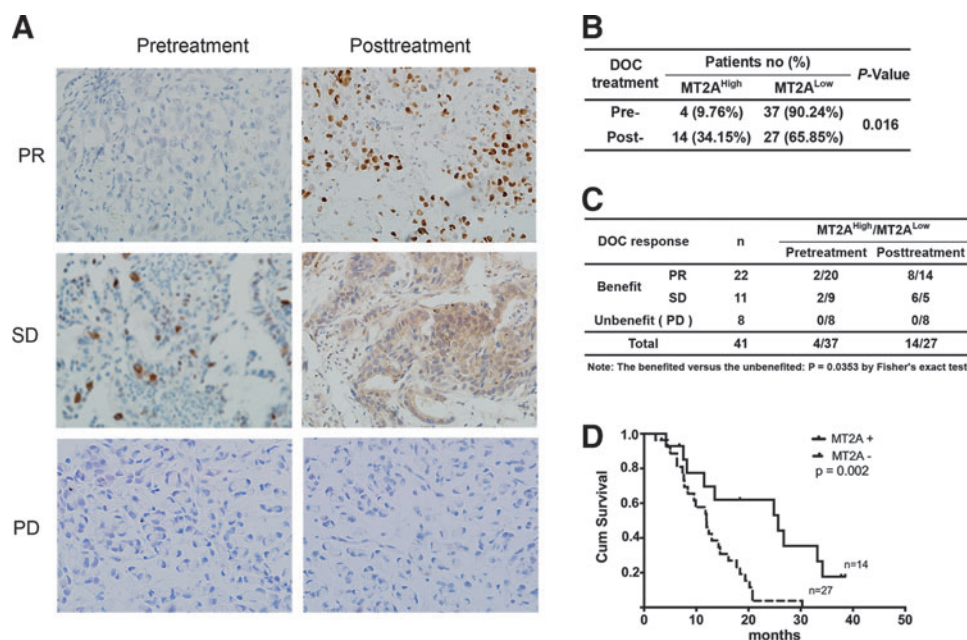 A
Pretreatment Posttreatment
PR
SD
PD
B
DOC treatment Patients no (%) P-Value
MT2A^High MT2A^Low
Pre- 4 (9.76%) 37 (90.24%) 0.016
Post- 14 (34.15%) 27 (65.85%)
C
DOC response n MT2A^High/MT2A^Low
Pretreatment Posttreatment
Benefit PR 22 2/20 8/14
SD 11 2/9 6/5
Unbenefit ( PD ) 8 0/8 0/8
Total 41 4/37 14/27
Note: The benefited versus the unbenefited: P = 0.0353 by Fisher's exact test
D
MT2A +
MT2A -
p = 0.002
Cum Survival
1.0
0.8
0.6
0.4
0.2
n=14
n=27
0 10 20 30 40 50
months